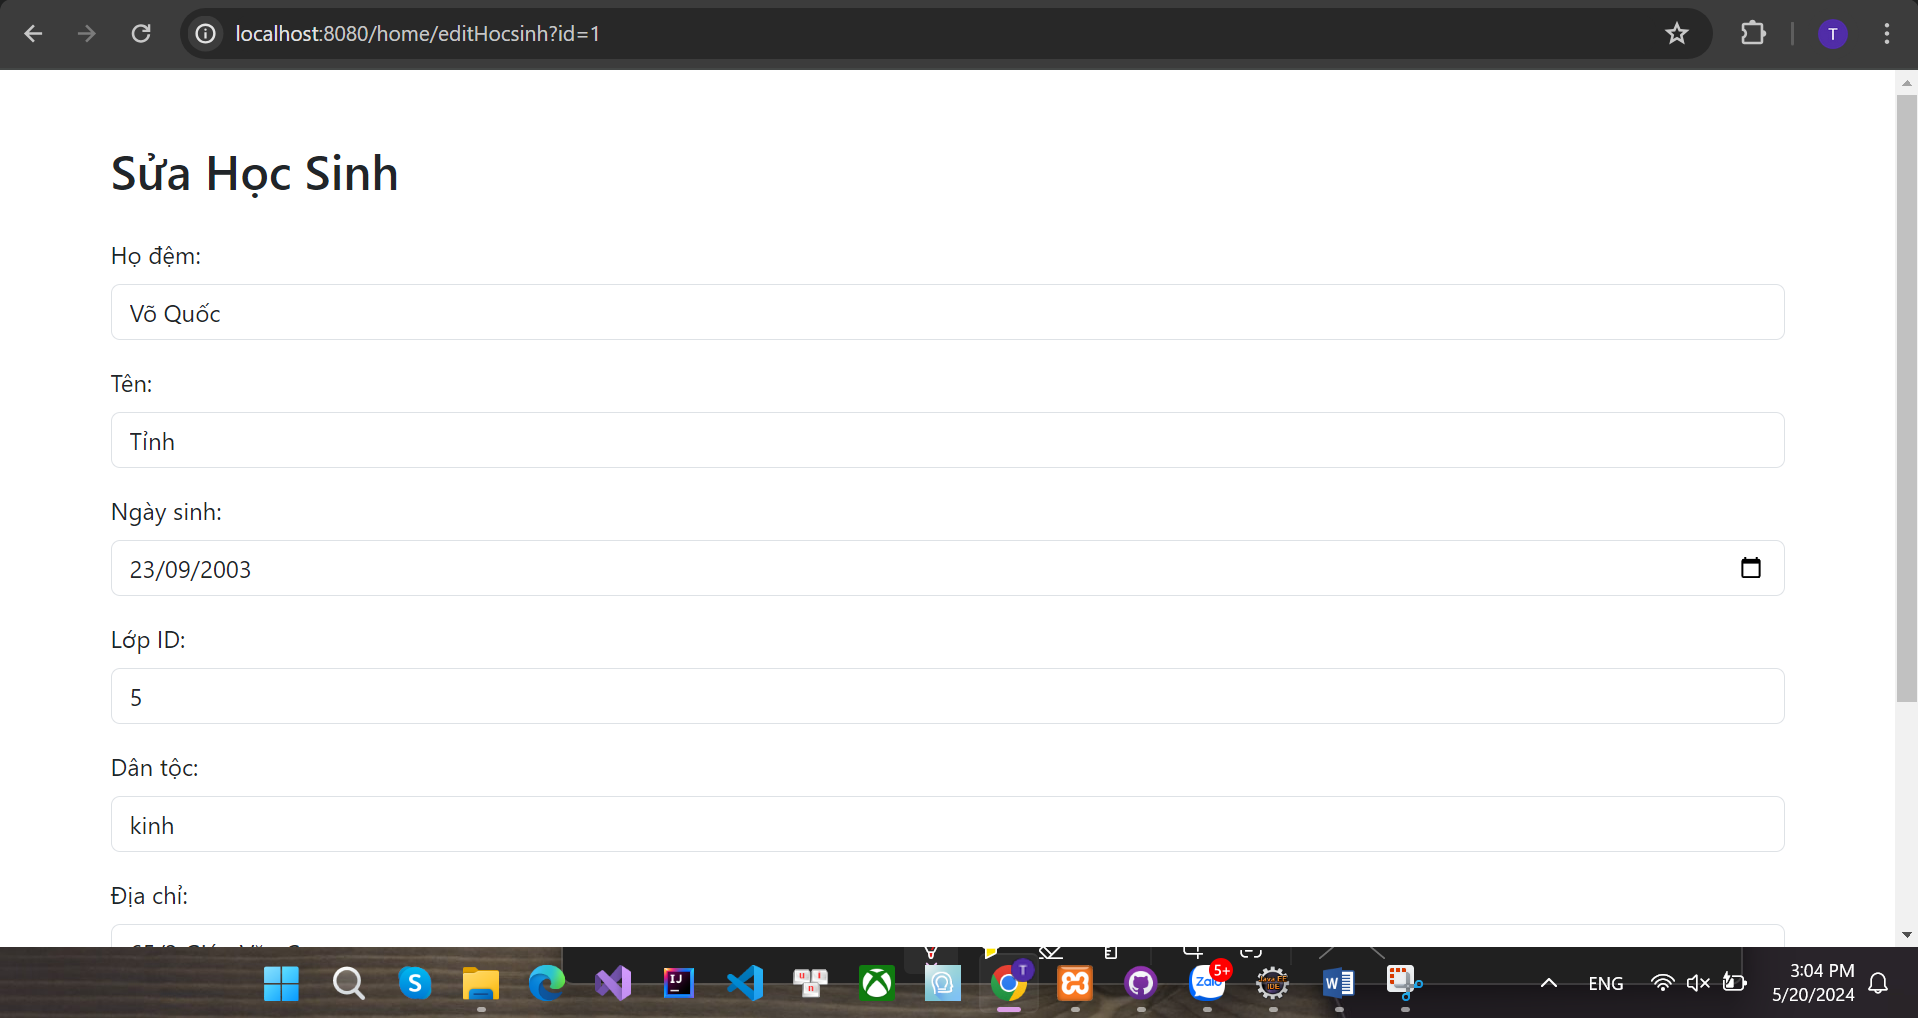 localhost:8080/home/editHocsinh?id=1
T
Sửa Học Sinh
Họ đệm:
Võ Quốc
Tên:
Tỉnh
Ngày sinh:
23/09/2003
Lớp ID:
5
Dân tộc:
kinh
Địa chỉ:
T
5+
Zalo
ENG
3:04 PM
5/20/2024